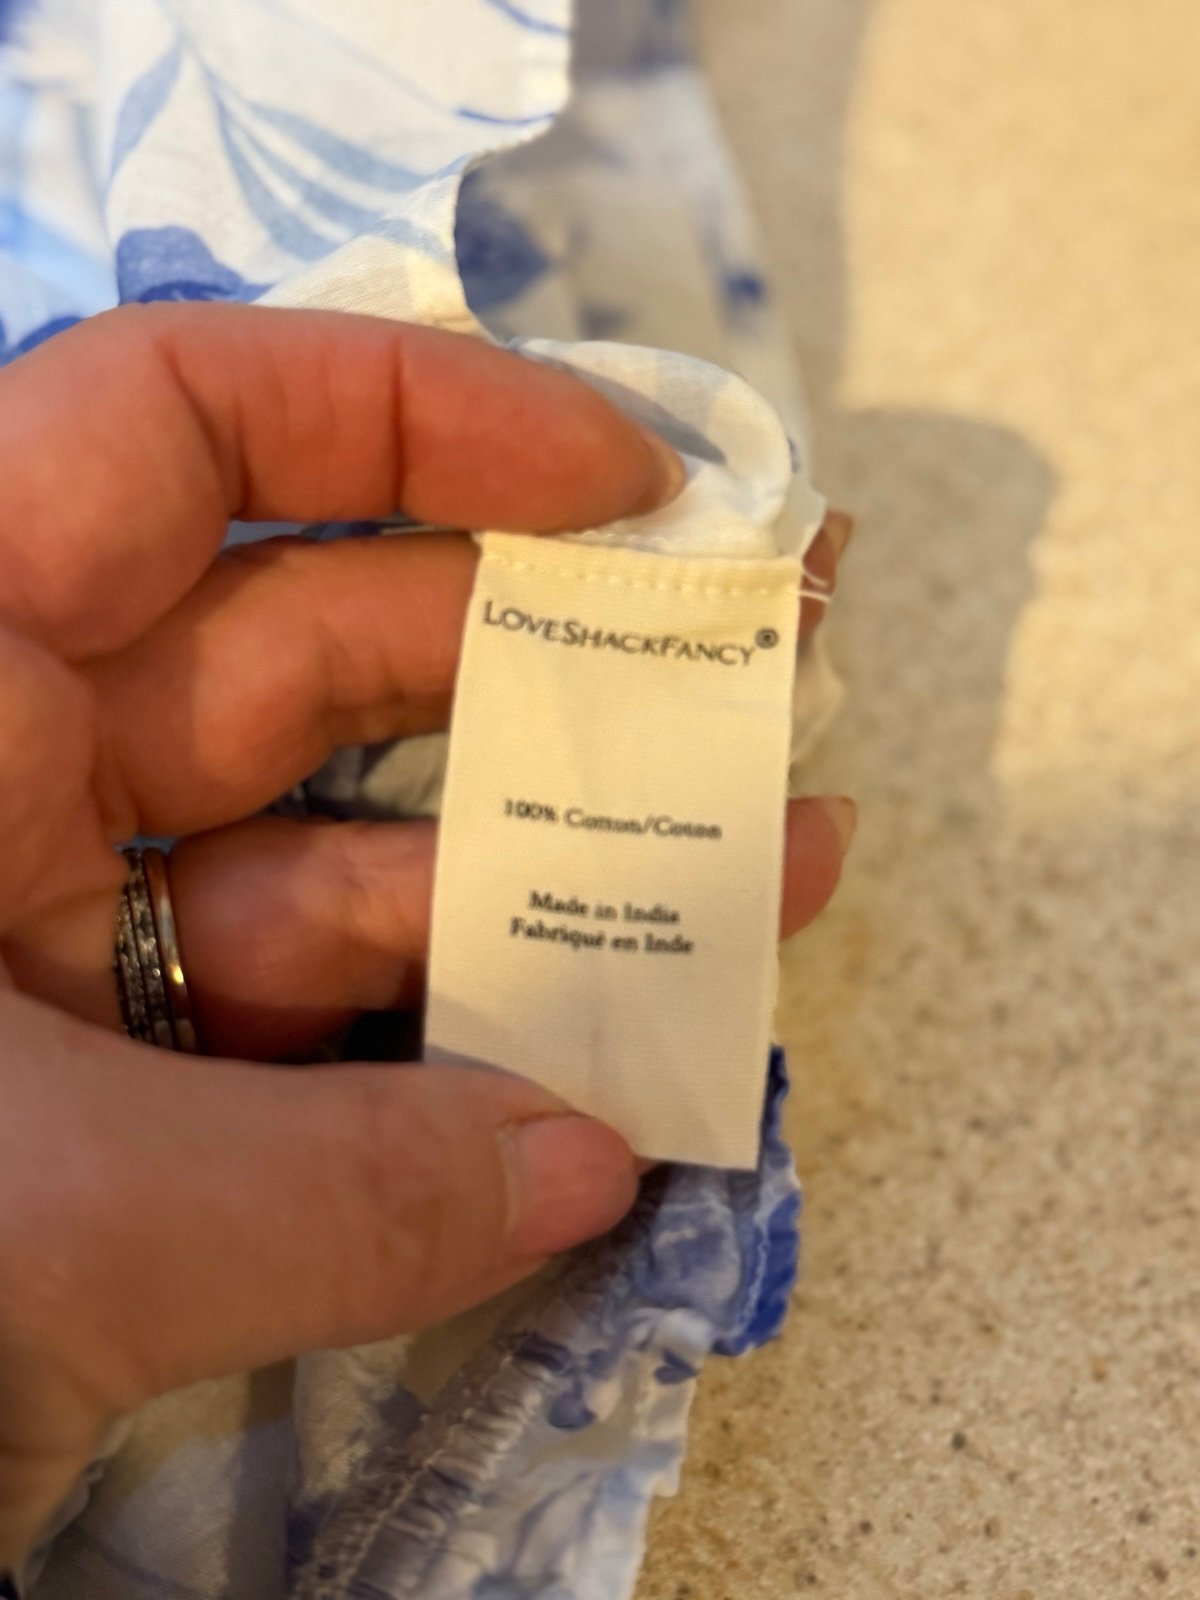 LOVESHACKFANCY®
100% Cotton/Coton
Made in India
Fabriqué en Inde